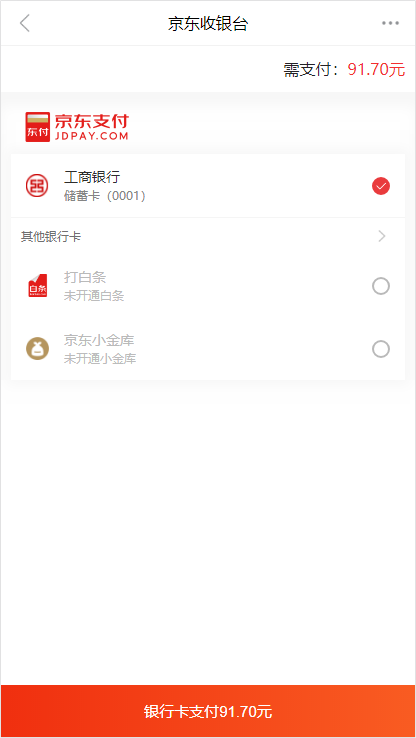 京东收银台
需支付：91.70元
东付 京东支付
JDPAY.COM
工商银行
储蓄卡（0001）
其他银行卡
打白条
白条
未开通白条
京东小金库
未开通小金库
银行卡支付91.70元